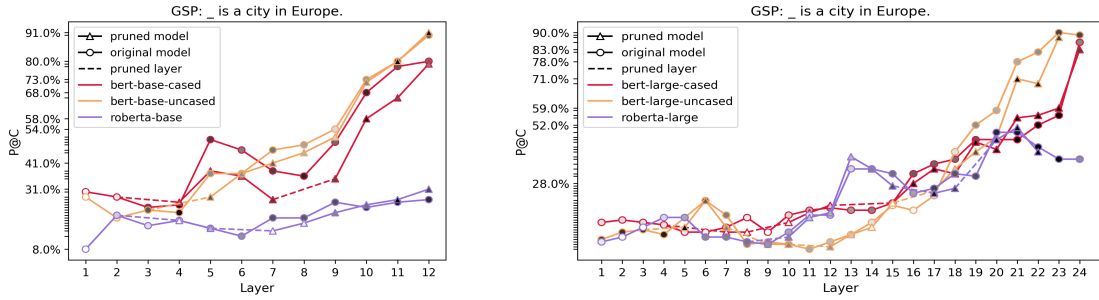 GSP: _ is a city in Europe.
91.0%
80.0%
73.0%
68.0%
58.0%
54.0%
41.0%
31.0%
8.0%
P@C
pruned model
original model
pruned layer
bert-base-cased
bert-base-uncased
roberta-base
1 2 3 4 5 6 7 8 9 10 11 12
Layer
GSP: _ is a city in Europe.
90.0%
83.0%
78.0%
71.0%
59.0%
52.0%
28.0%
P@C
pruned model
original model
pruned layer
bert-large-cased
bert-large-uncased
roberta-large
1 2 3 4 5 6 7 8 9 10 11 12 13 14 15 16 17 18 19 20 21 22 23 24
Layer